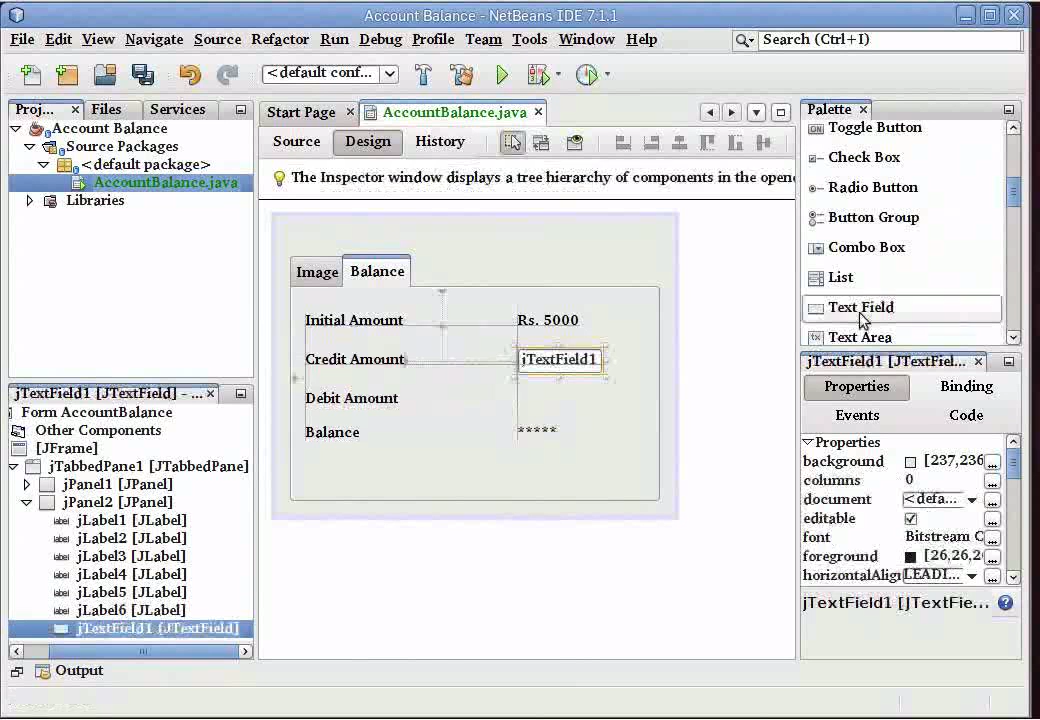 Account Balance - NetBeans IDE 7.1.1
File Edit View Navigate Source Refactor Run Debug Profile Team Tools Window Help
Search (Ctrl+I)
<default conf...
Proj... × Files Services
Account Balance
Source Packages
<default package>
AccountBalance.java
Libraries
Start Page × AccountBalance.java ×
Source Design History
The Inspector window displays a tree hierarchy of components in the opene
Image Balance
Initial Amount Rs. 5000
Credit Amount jTextField1
Debit Amount
Balance *****
Palette ×
Toggle Button
Check Box
Radio Button
Button Group
Combo Box
List
Text Field
Text Area
jTextField1 [JTextField] - ... ×
Form AccountBalance
Other Components
[JFrame]
jTabbedPane1 [JTabbedPane]
jPanel1 [JPanel]
jPanel2 [JPanel]
jLabel1 [JLabel]
jLabel2 [JLabel]
jLabel3 [JLabel]
jLabel4 [JLabel]
jLabel5 [JLabel]
jLabel6 [JLabel]
jTextField1 [JTextField]
jTextField1 [JTextFiel... ×
Properties Binding
Events Code
Properties
background [237,236 ...
columns 0 ...
document <defa... ...
editable ...
font Bitstream C ...
foreground [26,26,2 ...
horizontalAlign LEADI... ...
jTextField1 [JTextFie...
Output